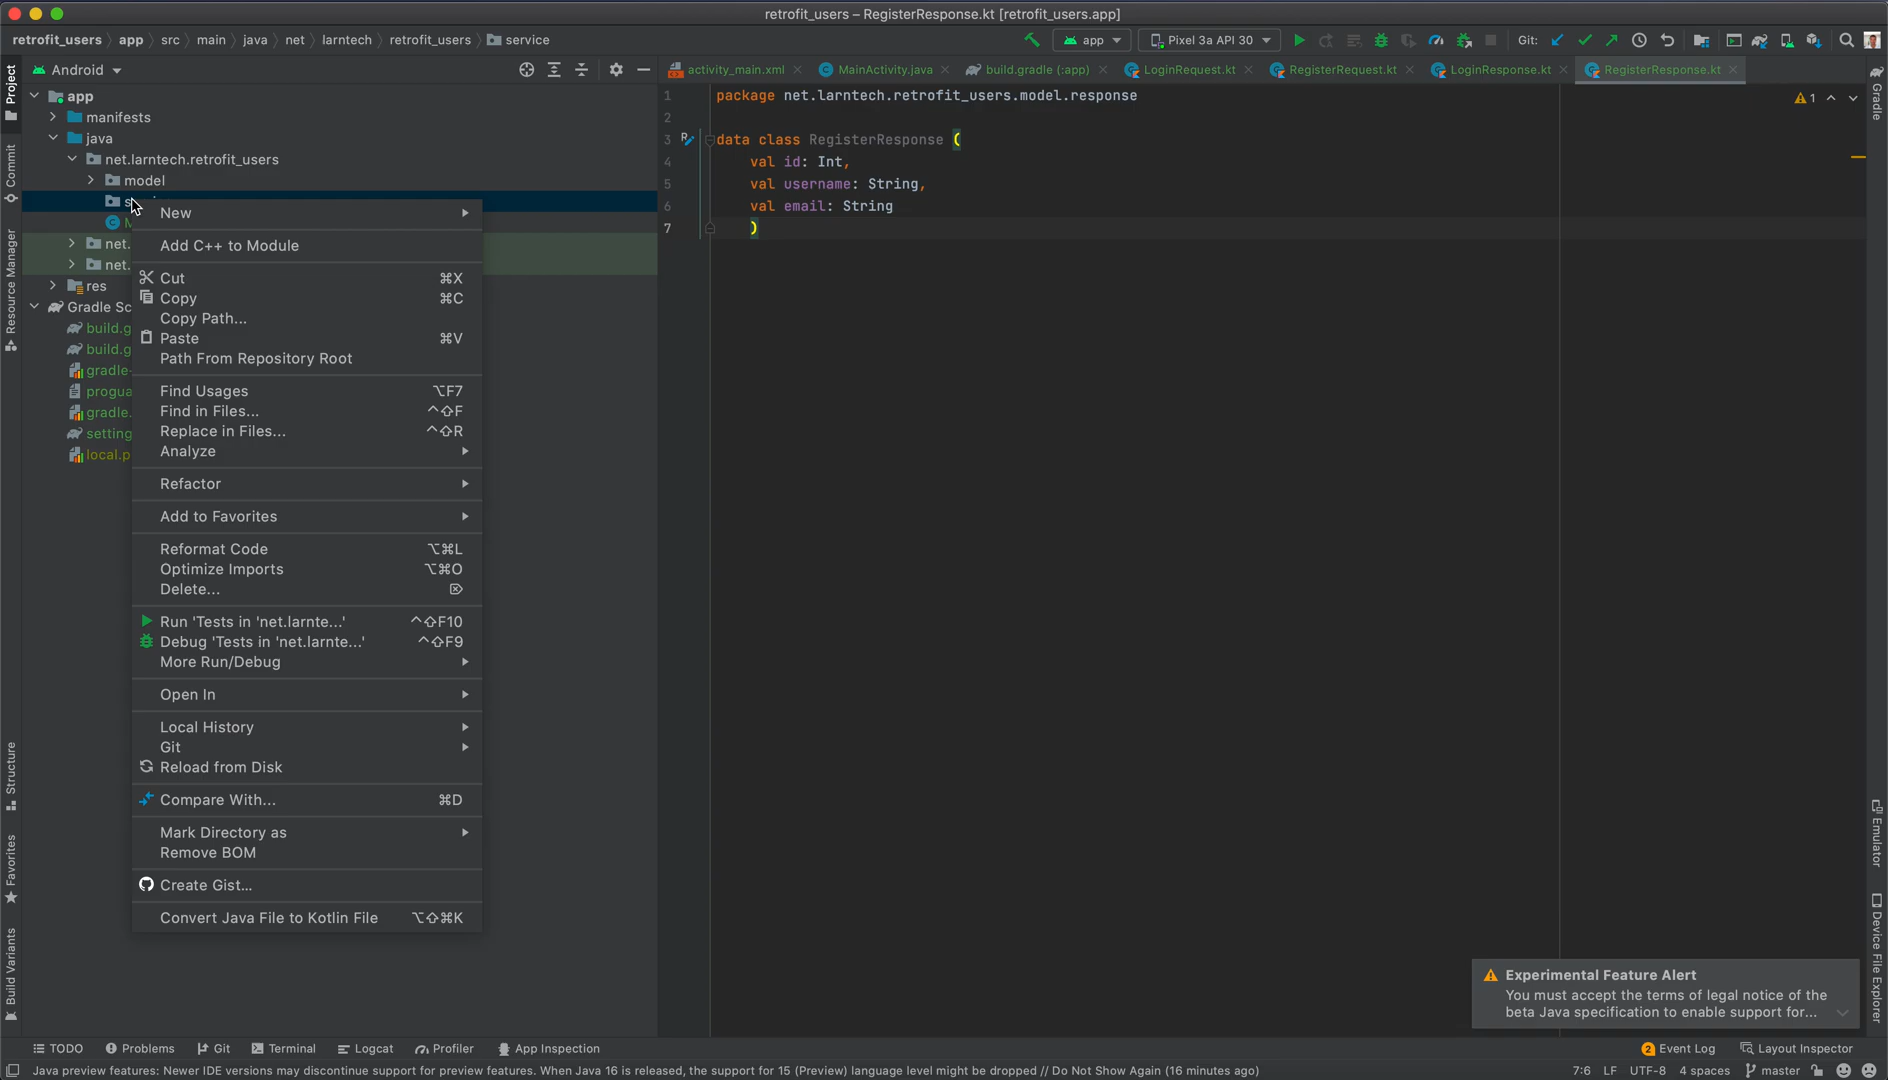 retrofit_users – RegisterResponse.kt [retrofit_users.app]
retrofit_users app src main java net larntech retrofit_users service
app Pixel 3a API 30 Git:
Android
activity_main.xml MainActivity.java build.gradle (:app) LoginRequest.kt RegisterRequest.kt LoginResponse.kt RegisterResponse.kt
Project
Commit
Resource Manager
Structure
Favorites
Build Variants
app
manifests
java
net.larntech.retrofit_users
model
net.
net.
res
Gradle Sc
build.g
build.g
gradle-
progua
gradle.
setting
local.p
New
Add C++ to Module
Cut ⌘X
Copy ⌘C
Copy Path...
Paste ⌘V
Path From Repository Root
Find Usages ⌥F7
Find in Files... ^⇧F
Replace in Files... ^⇧R
Analyze
Refactor
Add to Favorites
Reformat Code ⌥⌘L
Optimize Imports ⌥⌘O
Delete... ⌦
Run 'Tests in 'net.larnte...' ^⇧F10
Debug 'Tests in 'net.larnte...' ^⇧F9
More Run/Debug
Open In
Local History
Git
Reload from Disk
Compare With... ⌘D
Mark Directory as
Remove BOM
Create Gist...
Convert Java File to Kotlin File ⌥⇧⌘K
1 package net.larntech.retrofit_users.model.response
2
3 data class RegisterResponse (
4 val id: Int,
5 val username: String,
6 val email: String
7 )
1
Gradle
Emulator
Device File Explorer
Experimental Feature Alert
You must accept the terms of legal notice of the
beta Java specification to enable support for...
TODO Problems Git Terminal Logcat Profiler App Inspection 2 Event Log Layout Inspector
Java preview features: Newer IDE versions may discontinue support for preview features. When Java 16 is released, the support for 15 (Preview) language level might be dropped // Do Not Show Again (16 minutes ago) 7:6 LF UTF-8 4 spaces master